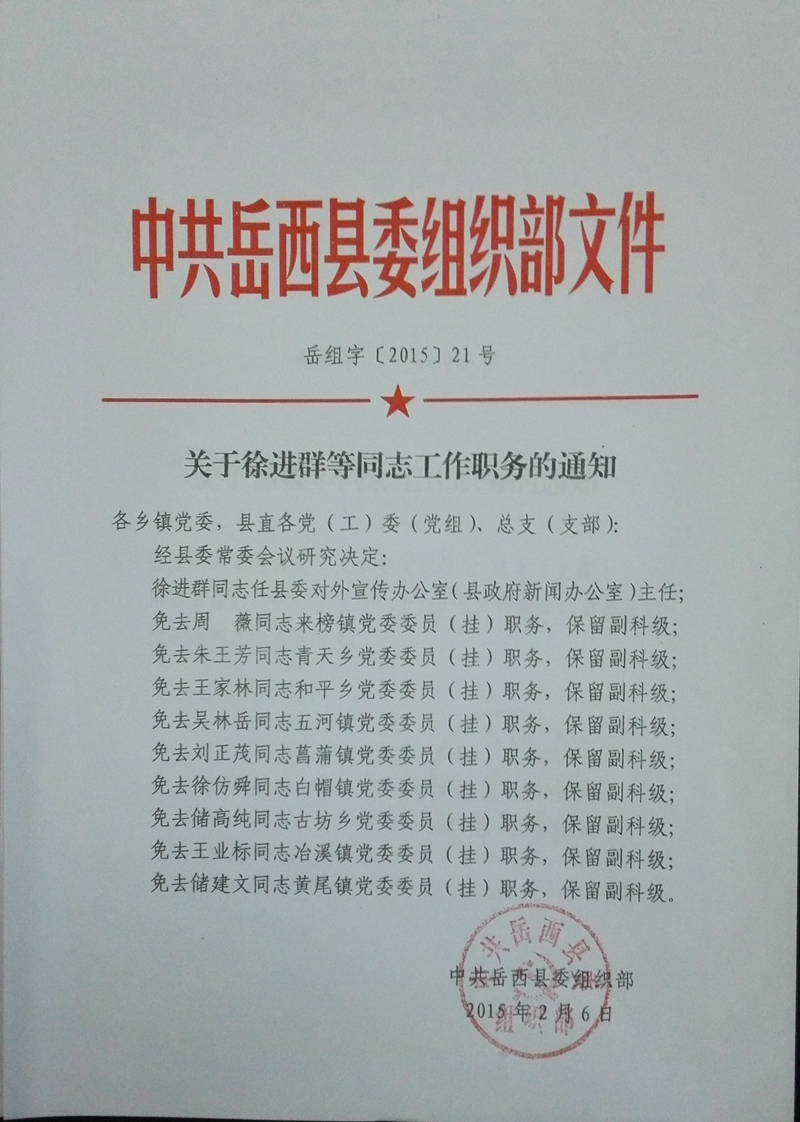 中共岳西县委组织部文件
岳组字〔2015〕21号
关于徐进群等同志工作职务的通知
各乡镇党委，县直各党（工）委（党组）、总支（支部）：
经县委常委会议研究决定：
徐进群同志任县委对外宣传办公室（县政府新闻办公室）主任；
免去周　薇同志来榜镇党委委员（挂）职务，保留副科级；
免去朱王芳同志青天乡党委委员（挂）职务，保留副科级；
免去王家林同志和平乡党委委员（挂）职务，保留副科级；
免去吴林岳同志五河镇党委委员（挂）职务，保留副科级；
免去刘正茂同志菖蒲镇党委委员（挂）职务，保留副科级；
免去徐仿舜同志白帽镇党委委员（挂）职务，保留副科级；
免去储高纯同志古坊乡党委委员（挂）职务，保留副科级；
免去王业标同志冶溪镇党委委员（挂）职务，保留副科级；
免去储建文同志黄尾镇党委委员（挂）职务，保留副科级。
中共岳西县委组织部
2015年2月6日
共岳西县
组织部